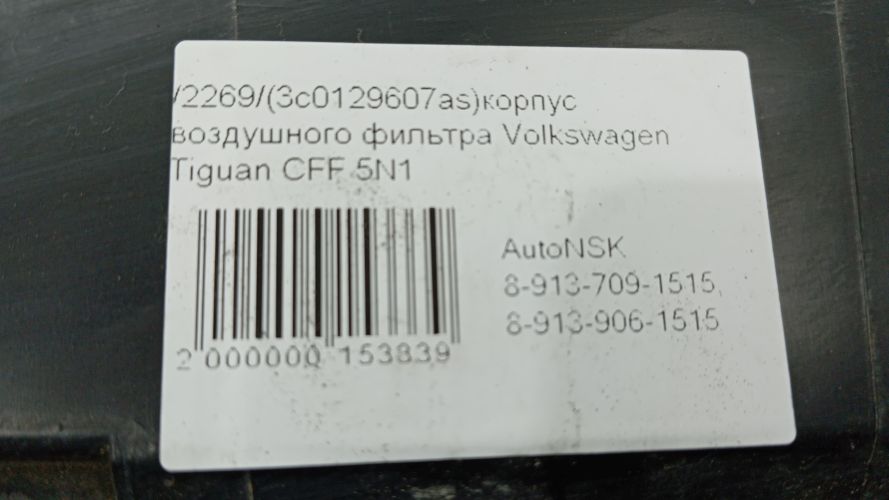 /2269/(3c0129607as)корпус
воздушного фильтра Volkswagen
Tiguan CFF 5N1
AutoNSK
8-913-709-1515,
8-913-906-1515
2 000000 153839